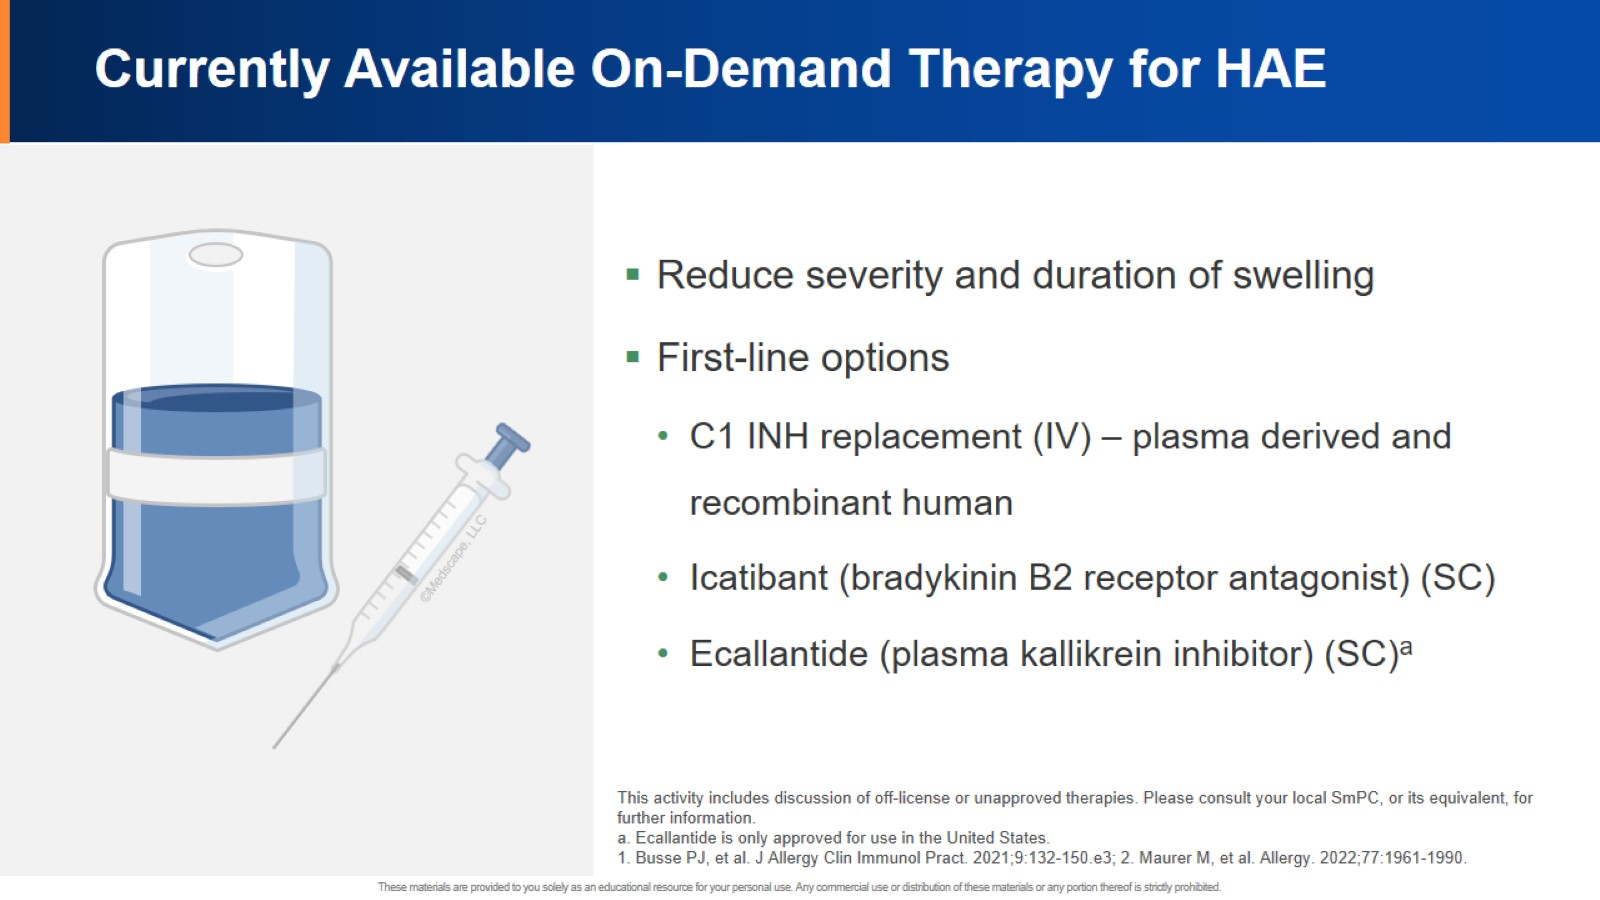 Currently Available On-Demand Therapy for HAE
▪ Reduce severity and duration of swelling
▪ First-line options
• C1 INH replacement (IV) – plasma derived and
recombinant human
• Icatibant (bradykinin B2 receptor antagonist) (SC)
• Ecallantide (plasma kallikrein inhibitor) (SC)a
©Medscape, LLC
This activity includes discussion of off-license or unapproved therapies. Please consult your local SmPC, or its equivalent, for
further information.
a. Ecallantide is only approved for use in the United States.
1. Busse PJ, et al. J Allergy Clin Immunol Pract. 2021;9:132-150.e3; 2. Maurer M, et al. Allergy. 2022;77:1961-1990.
These materials are provided to you solely as an educational resource for your personal use. Any commercial use or distribution of these materials or any portion thereof is strictly prohibited.